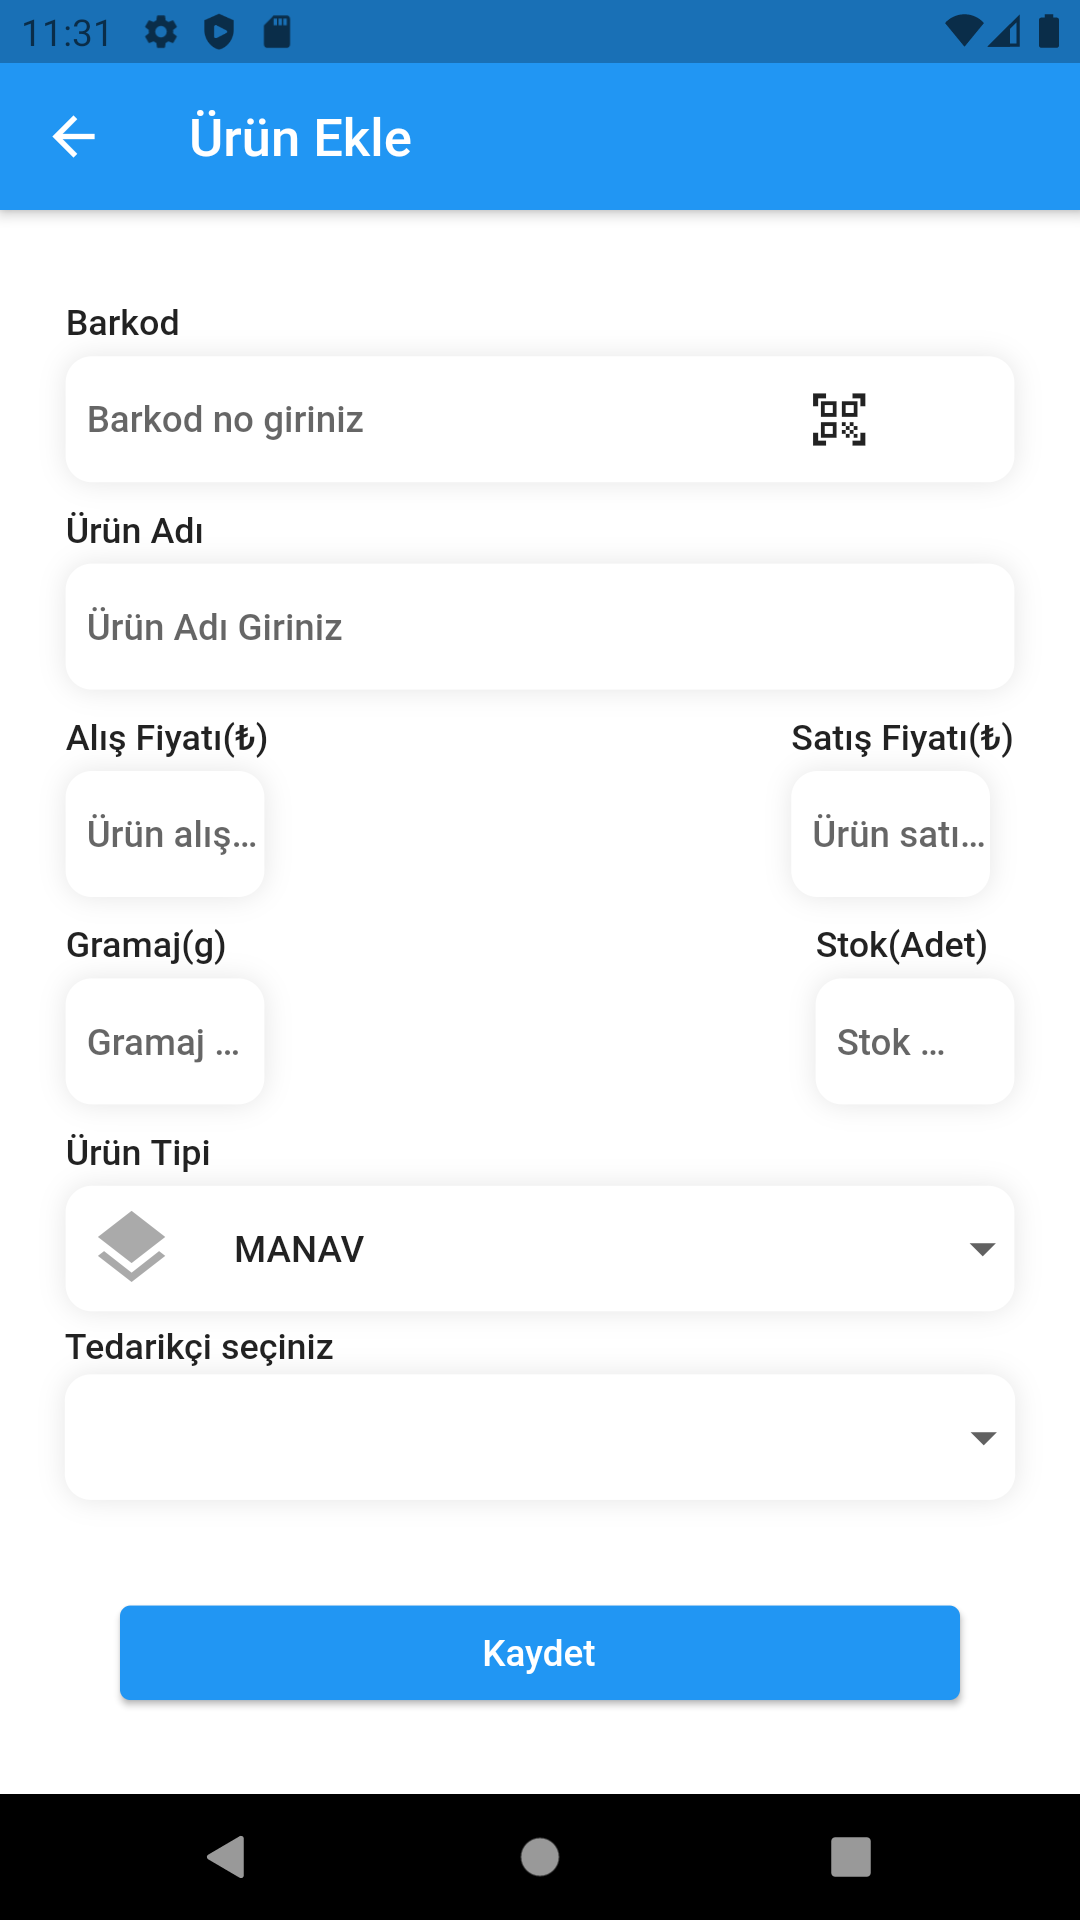 11:31
Ürün Ekle
Barkod
Barkod no giriniz
Ürün Adı
Ürün Adı Giriniz
Alış Fiyatı(₺) Satış Fiyatı(₺)
Ürün alış... Ürün satı...
Gramaj(g) Stok(Adet)
Gramaj ... Stok ...
Ürün Tipi
MANAV
Tedarikçi seçiniz
Kaydet